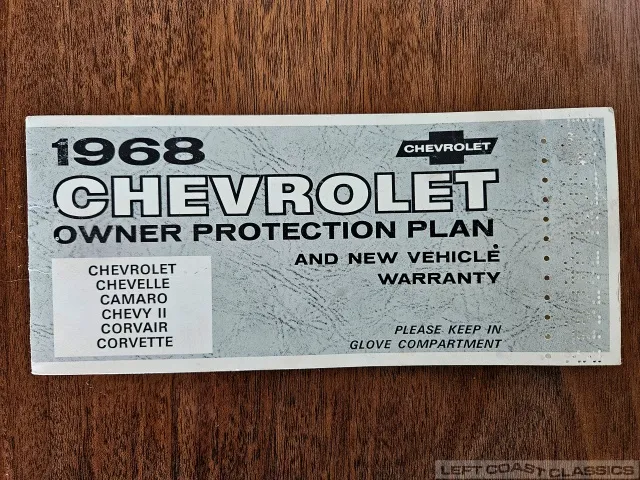 1968
CHEVROLET
CHEVROLET
OWNER PROTECTION PLAN
AND NEW VEHICLE
WARRANTY
CHEVROLET
CHEVELLE
CAMARO
CHEVY II
CORVAIR
CORVETTE
PLEASE KEEP IN
GLOVE COMPARTMENT
LEFT COAST CLASSICS